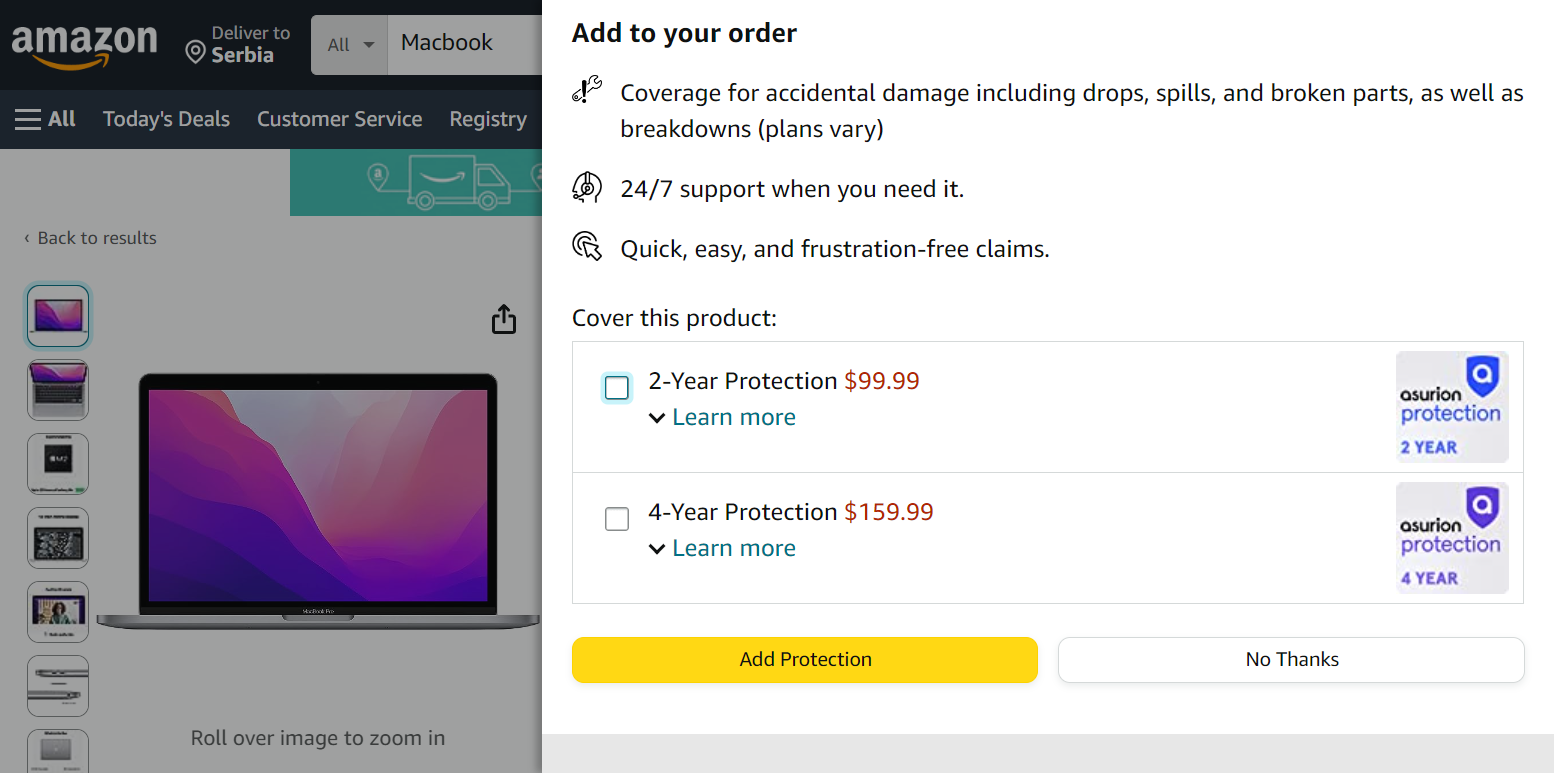 amazon
Deliver to
Serbia
All
Macbook
All
Today's Deals
Customer Service
Registry
‹ Back to results
M2
MacBook Pro
Roll over image to zoom in
Add to your order
Coverage for accidental damage including drops, spills, and broken parts, as well as
breakdowns (plans vary)
24/7 support when you need it.
Quick, easy, and frustration-free claims.
Cover this product:
2-Year Protection $99.99
Learn more
asurion
protection
2 YEAR
4-Year Protection $159.99
Learn more
asurion
protection
4 YEAR
Add Protection
No Thanks